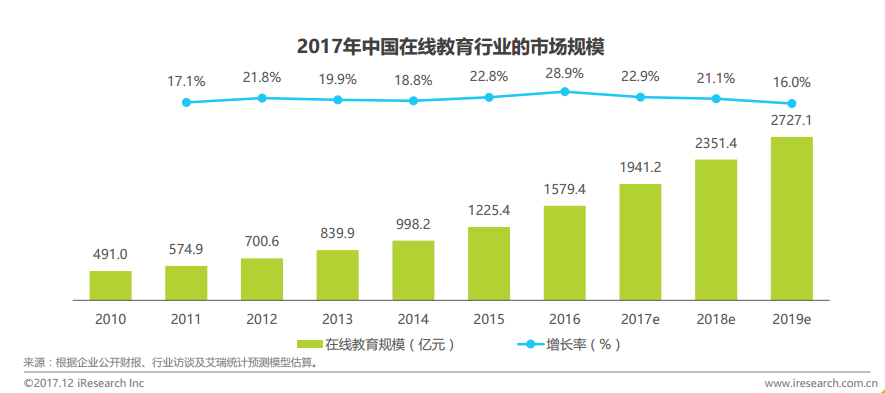 2017年中国在线教育行业的市场规模
17.1% 21.8% 19.9% 18.8% 22.8% 28.9% 22.9% 21.1% 16.0%
491.0 574.9 700.6 839.9 998.2 1225.4 1579.4 1941.2 2351.4 2727.1
2010 2011 2012 2013 2014 2015 2016 2017e 2018e 2019e
在线教育规模（亿元） 增长率（%）
来源：根据企业公开财报、行业访谈及艾瑞统计预测模型估算。
©2017.12 iResearch Inc www.iresearch.com.cn